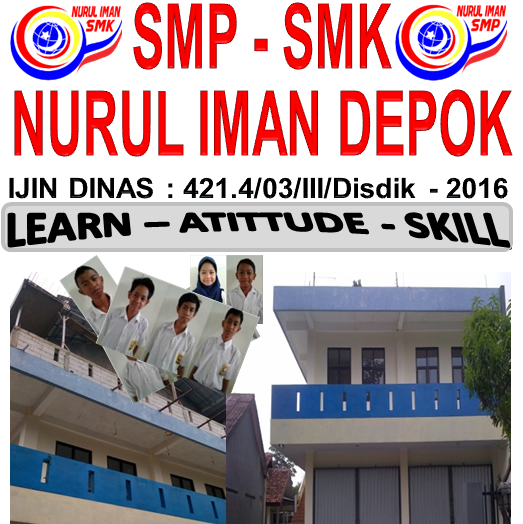 NURUL IMAN
SMK
SMP - SMK
NURUL IMAN
SMP
NURUL IMAN DEPOK
IJIN DINAS : 421.4/03/III/Disdik - 2016
LEARN – ATITTUDE - SKILL